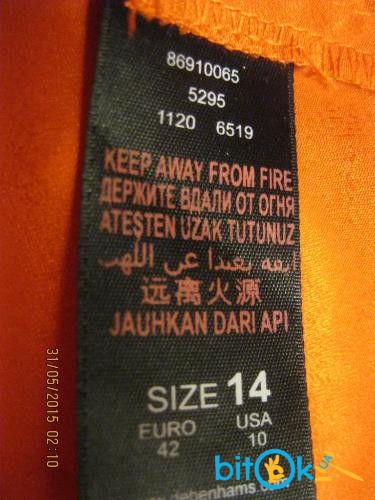 86910065
5295
1120 6519
KEEP AWAY FROM FIRE
ДЕРЖИТЕ ВДАЛИ ОТ ОГНЯ
ATEŞTEN UZAK TUTUNUZ
远离火源
JAUHKAN DARI API
SIZE 14
EURO USA
42 10
31/05/2015 02:10
bitOk
UA